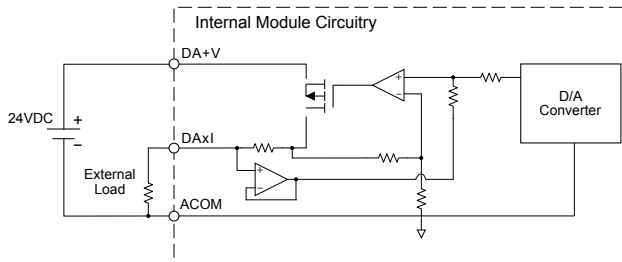 Internal Module Circuitry
DA+V
24VDC
+
−
DAxI
External
Load
ACOM
+
−
+
−
D/A
Converter